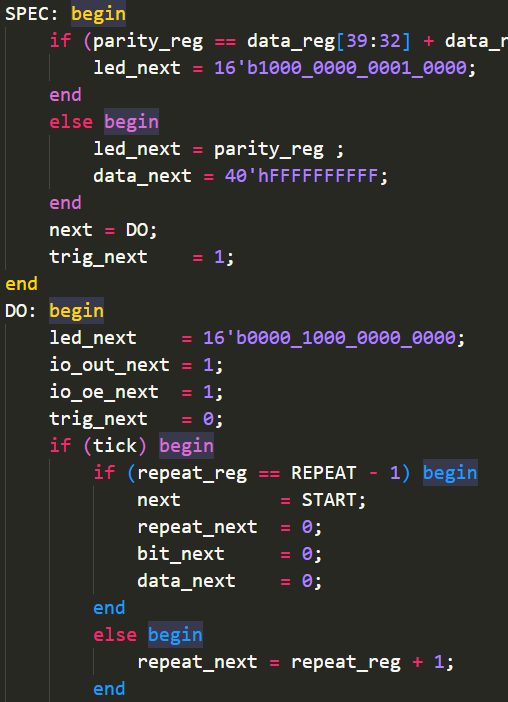 SPEC: begin
    if (parity_reg == data_reg[39:32] + data_r
        led_next = 16'b1000_0000_0001_0000;
    end
    else begin
        led_next = parity_reg ;
        data_next = 40'hFFFFFFFFFF;
    end
    next = DO;
    trig_next    = 1;
end
DO: begin
    led_next    = 16'b0000_1000_0000_0000;
    io_out_next = 1;
    io_oe_next  = 1;
    trig_next   = 0;
    if (tick) begin
        if (repeat_reg == REPEAT - 1) begin
            next         = START;
            repeat_next  = 0;
            bit_next     = 0;
            data_next    = 0;
        end
        else begin
            repeat_next = repeat_reg + 1;
        end